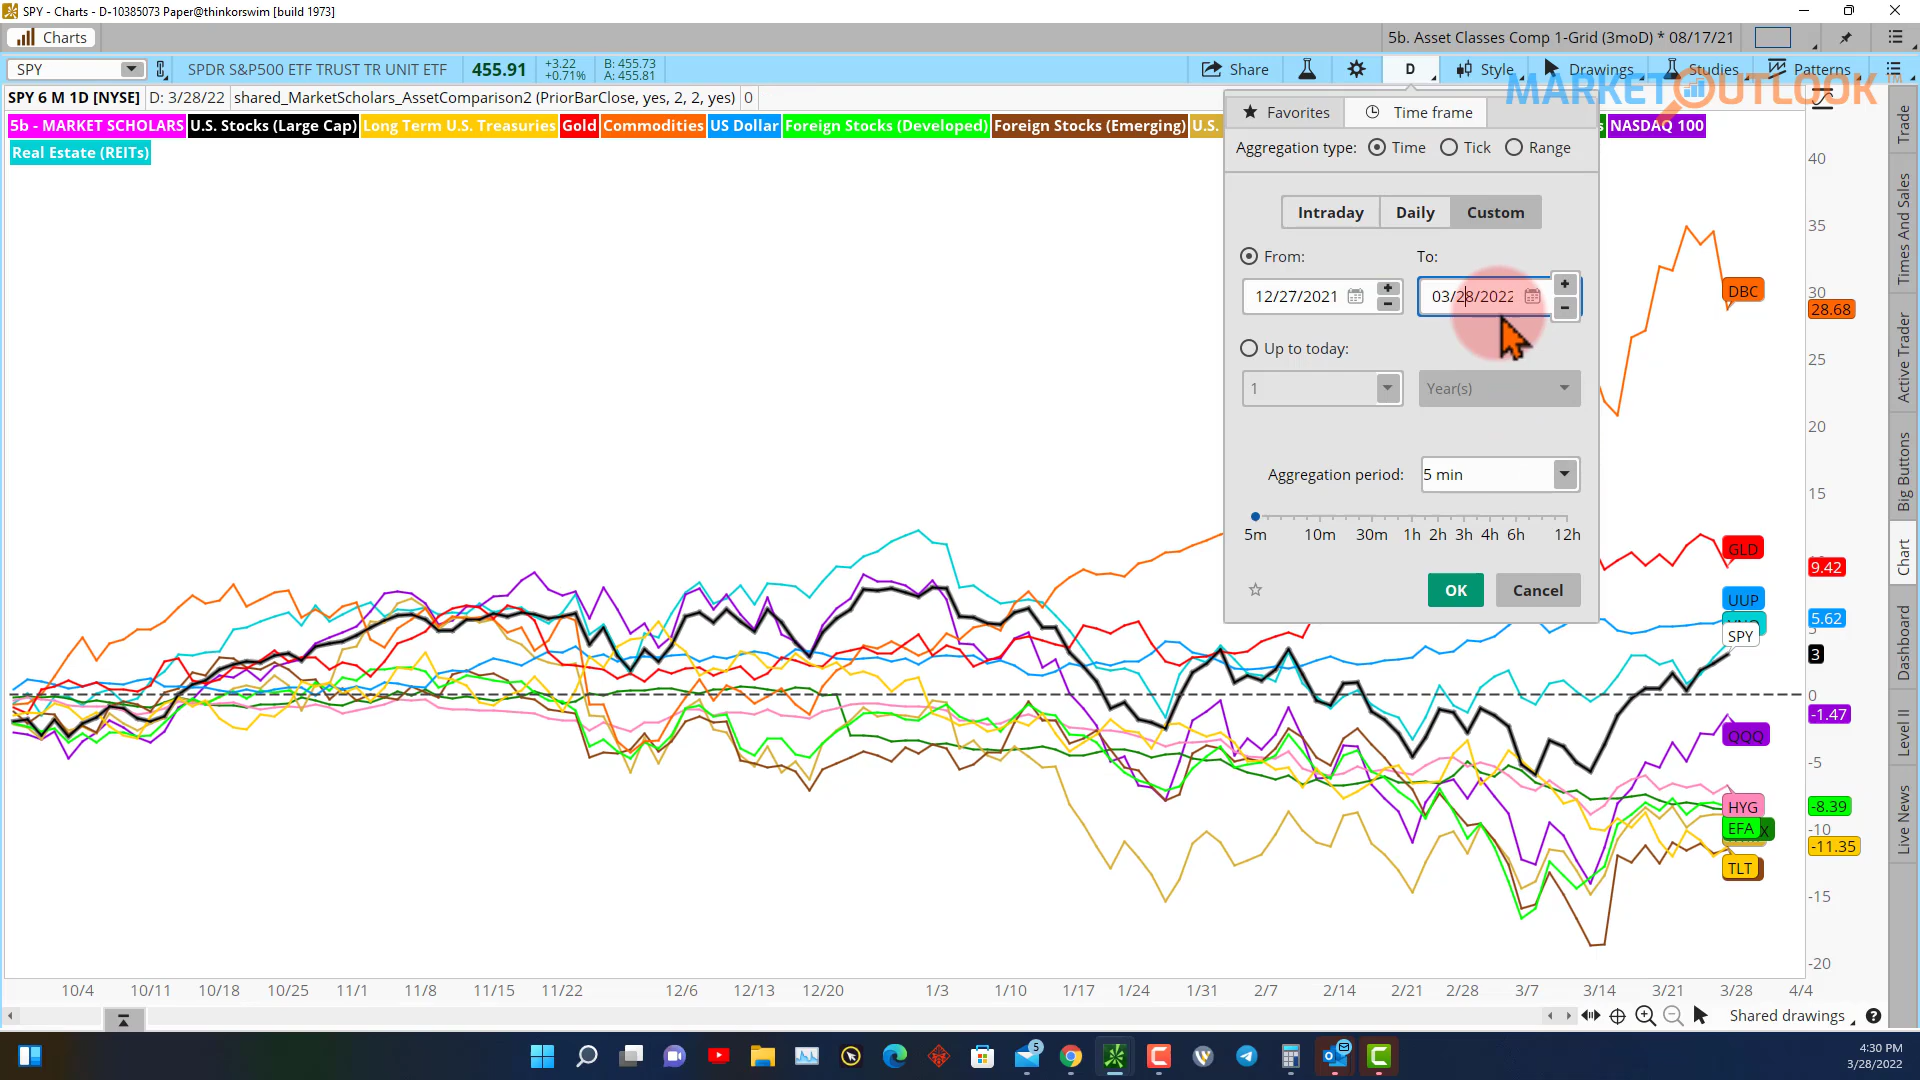 SPY - Charts - D-10385073 Paper@thinkorswim [build 1973]
Charts
5b. Asset Classes Comp 1-Grid (3moD) * 08/17/21
SPY
SPDR S&P500 ETF TRUST TR UNIT ETF
455.91
+3.22
+0.71%
B: 455.73
A: 455.81
Share
D
Style
Drawings
Studies
Patterns
MARKETOUTLOOK
SPY 6 M 1D [NYSE]
D: 3/28/22
shared_MarketScholars_AssetComparison2 (PriorBarClose, yes, 2, 2, yes)
0
5b - MARKET SCHOLARS
U.S. Stocks (Large Cap)
Long Term U.S. Treasuries
Gold
Commodities
US Dollar
Foreign Stocks (Developed)
Foreign Stocks (Emerging)
U.S.
s
NASDAQ 100
Real Estate (REITs)
Favorites
Time frame
Aggregation type:
Time
Tick
Range
Intraday
Daily
Custom
From:
To:
12/27/2021
03/28/2022
Up to today:
1
Year(s)
Aggregation period:
5 min
5m
10m
30m
1h
2h
3h
4h
6h
12h
OK
Cancel
40
35
30
25
20
15
5
0
-5
-10
-15
-20
DBC
28.68
GLD
9.42
UUP
5.62
SPY
3
-1.47
QQQ
HYG
-8.39
EFA
X
-11.35
TLT
10/4
10/11
10/18
10/25
11/1
11/8
11/15
11/22
12/6
12/13
12/20
1/3
1/10
1/17
1/24
1/31
2/7
2/14
2/21
2/28
3/7
3/14
3/21
3/28
4/4
Trade
Times And Sales
Active Trader
Big Buttons
Chart
Dashboard
Level II
Live News
Shared drawings
5
4:30 PM
3/28/2022